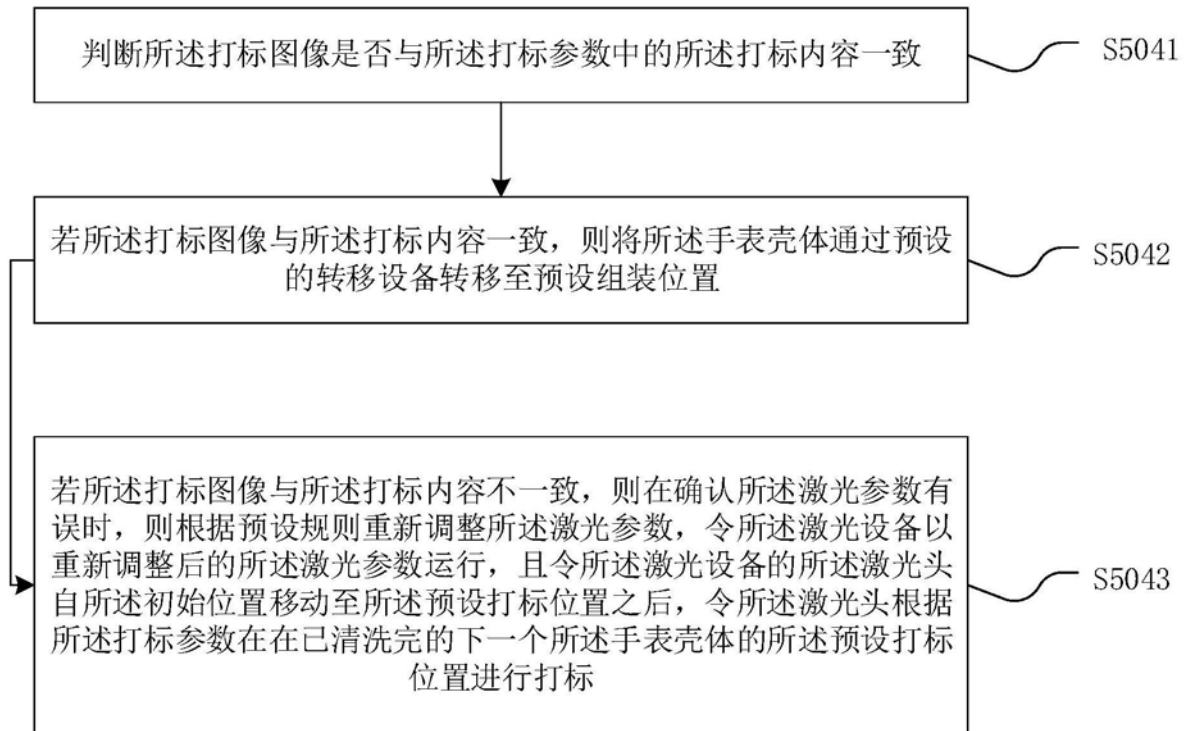 判断所述打标图像是否与所述打标参数中的所述打标内容一致
S5041
若所述打标图像与所述打标内容一致，则将所述手表壳体通过预设
的转移设备转移至预设组装位置
S5042
若所述打标图像与所述打标内容不一致，则在确认所述激光参数有
误时，则根据预设规则重新调整所述激光参数，令所述激光设备以
重新调整后的所述激光参数运行，且令所述激光设备的所述激光头
自所述初始位置移动至所述预设打标位置之后，令所述激光头根据
所述打标参数在在已清洗完的下一个所述手表壳体的所述预设打标
位置进行打标
S5043